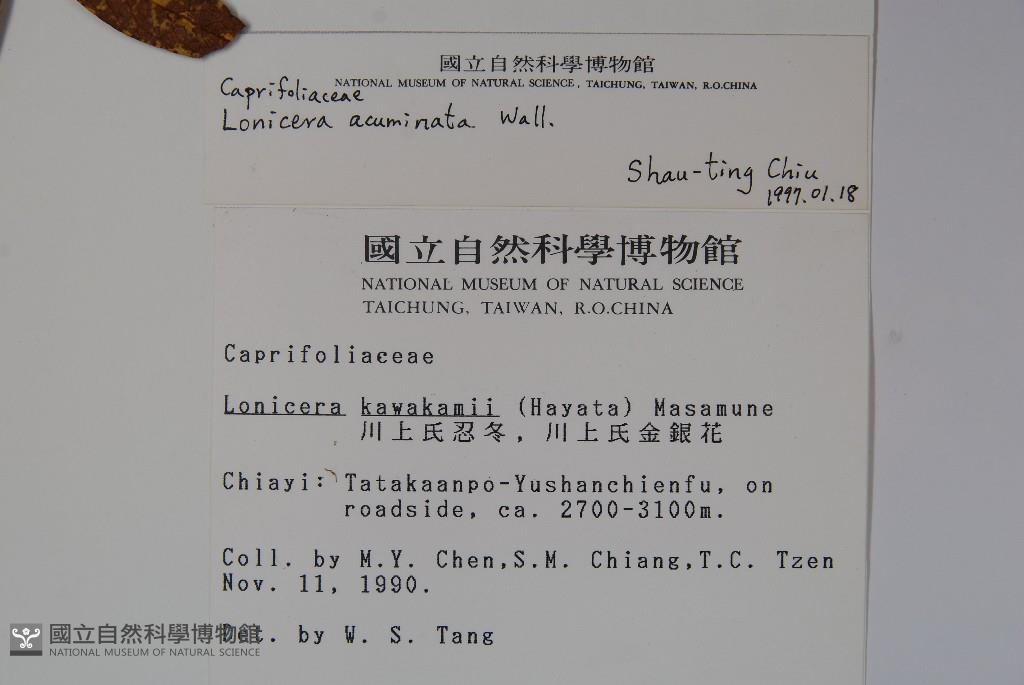 國立自然科學博物館
NATIONAL MUSEUM OF NATURAL SCIENCE, TAICHUNG, TAIWAN, R.O.CHINA
Caprifoliaceae
Lonicera acuminata Wall.
Shau-ting Chiu
1997.01.18
國立自然科學博物館
NATIONAL MUSEUM OF NATURAL SCIENCE
TAICHUNG, TAIWAN, R.O.CHINA
Caprifoliaceae
Lonicera kawakamii (Hayata) Masamune
川上氏忍冬, 川上氏金銀花
Chiayi: Tatakaanpo-Yushanchienfu, on
roadside, ca. 2700-3100m.
Coll. by M.Y. Chen,S.M. Chiang,T.C. Tzen
Nov. 11, 1990.
Det. by W. S. Tang
國立自然科學博物館
NATIONAL MUSEUM OF NATURAL SCIENCE